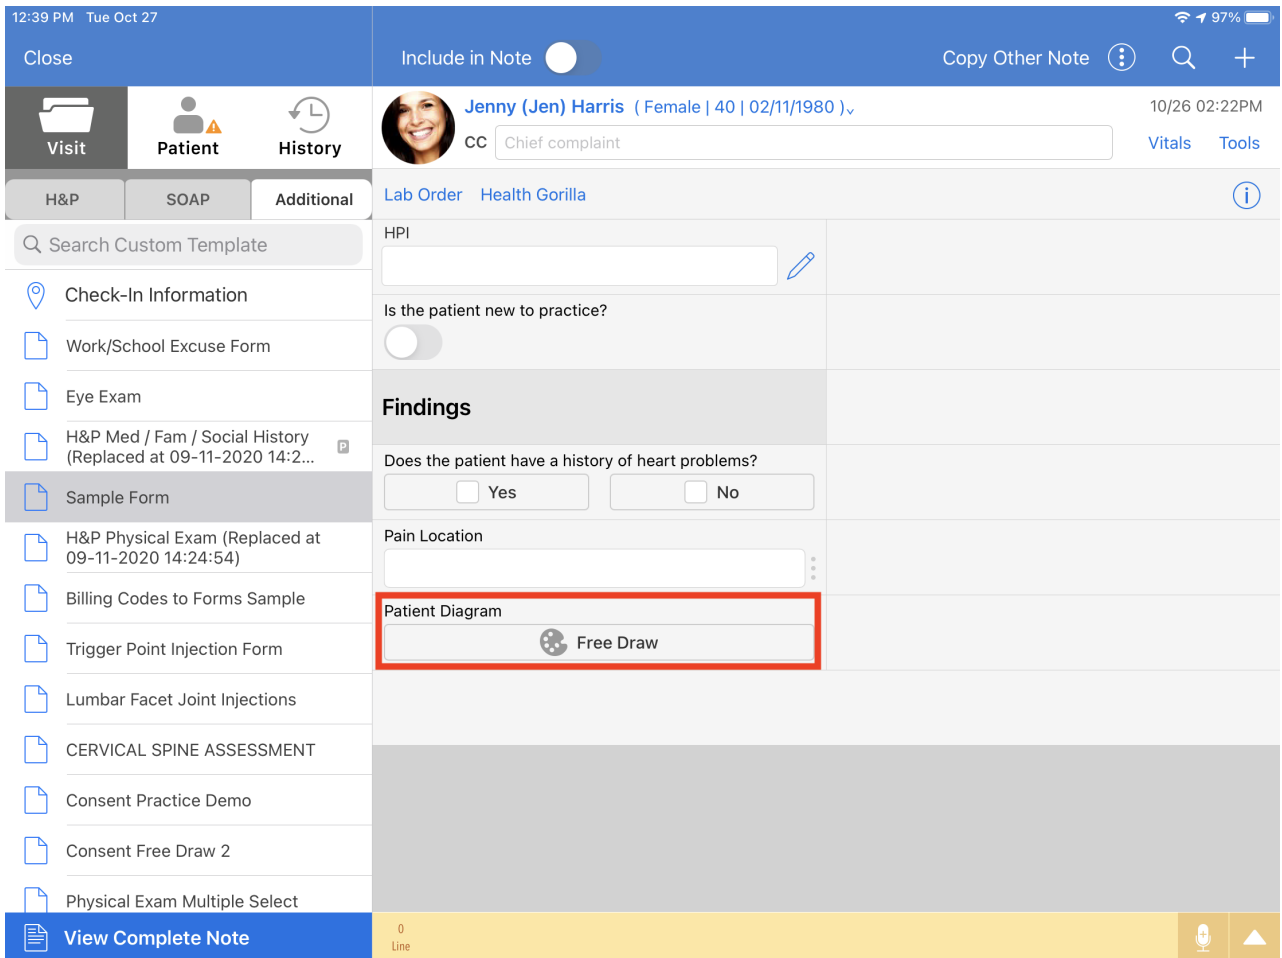 12:39 PM Tue Oct 27
97%
Close
Include in Note
Copy Other Note
Visit
Patient
History
H&P
SOAP
Additional
Search Custom Template
Check-In Information
Work/School Excuse Form
Eye Exam
H&P Med / Fam / Social History
(Replaced at 09-11-2020 14:2...
P
Sample Form
H&P Physical Exam (Replaced at
09-11-2020 14:24:54)
Billing Codes to Forms Sample
Trigger Point Injection Form
Lumbar Facet Joint Injections
CERVICAL SPINE ASSESSMENT
Consent Practice Demo
Consent Free Draw 2
Physical Exam Multiple Select
View Complete Note
Jenny (Jen) Harris ( Female | 40 | 02/11/1980 )
10/26 02:22PM
CC Chief complaint
Vitals Tools
Lab Order Health Gorilla
HPI
Is the patient new to practice?
Findings
Does the patient have a history of heart problems?
Yes No
Pain Location
Patient Diagram
Free Draw
0
Line